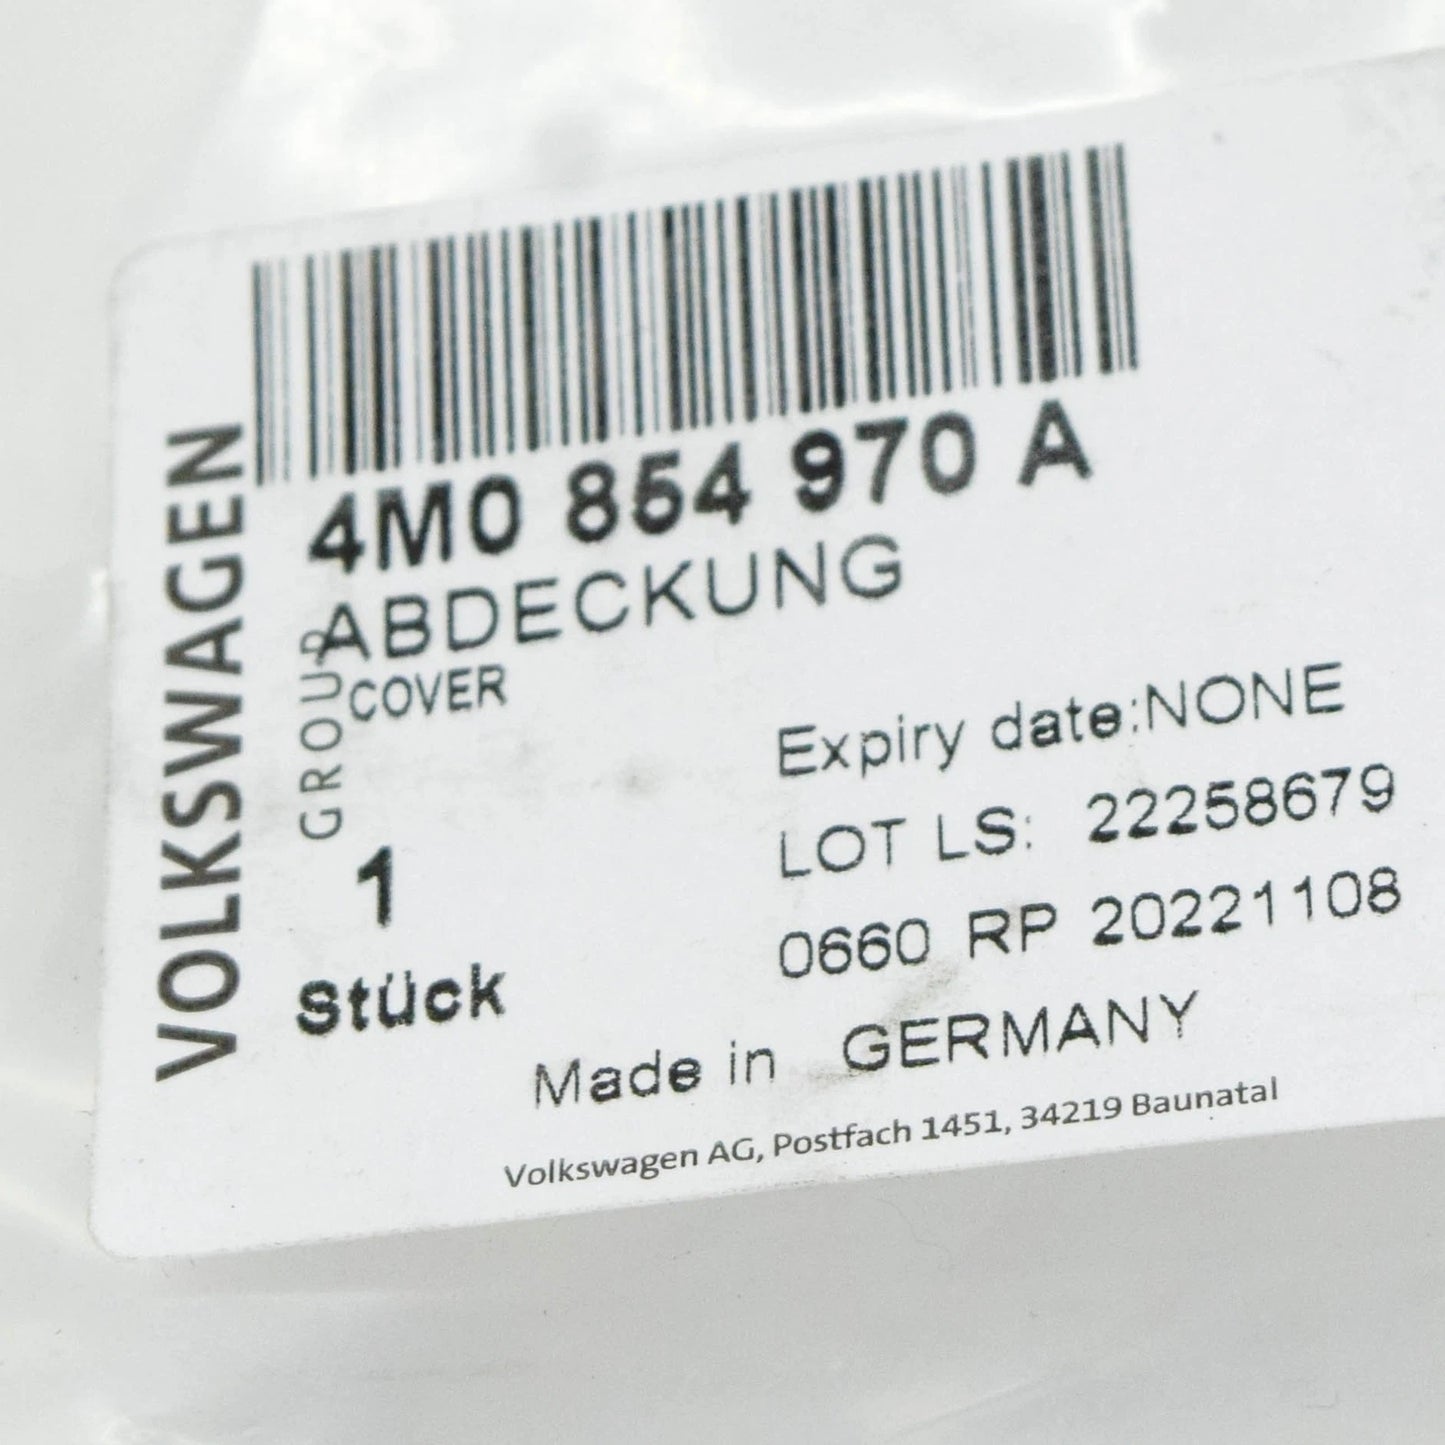 VOLKSWAGEN
GROUP
4M0 854 970 A
ABDECKUNG
COVER
Expiry date:NONE
LOT LS: 22258679
1
0660 RP 20221108
Stück
Made in GERMANY
Volkswagen AG, Postfach 1451, 34219 Baunatal